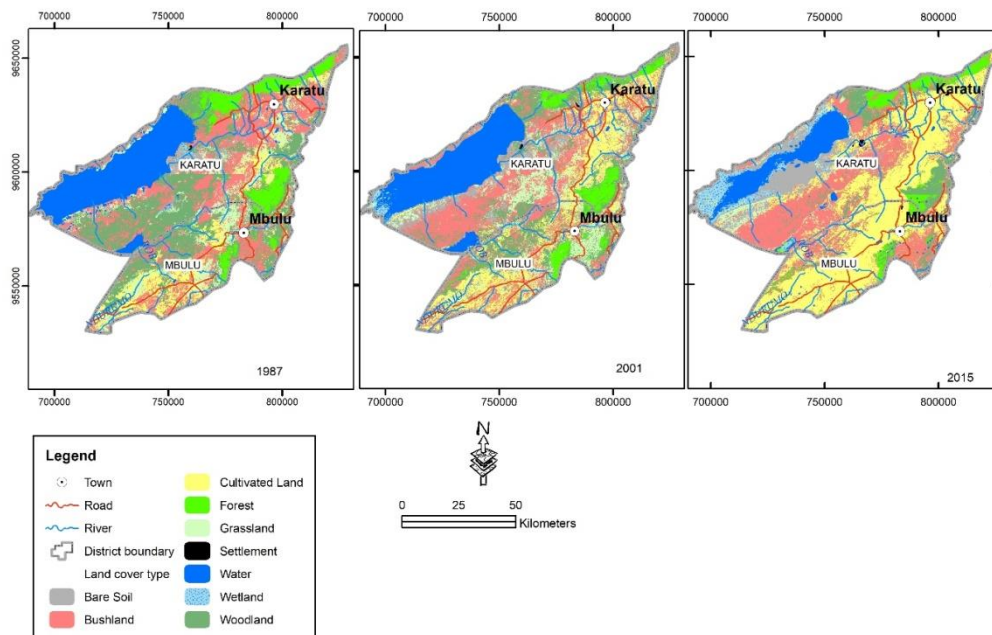 700000 750000 800000 700000 750000 800000 700000 750000 800000
9650000
9600000
9550000
Karatu
KARATU
Mbulu
MBULU
1987
Karatu
KARATU
Mbulu
MBULU
2001
Karatu
KARATU
Mbulu
MBULU
2015
700000 750000 800000 700000 750000 800000 700000 750000 800000
Legend
Town
Road
River
District boundary
Land cover type
Bare Soil
Bushland
Cultivated Land
Forest
Grassland
Settlement
Water
Wetland
Woodland
N
0 25 50
Kilometers